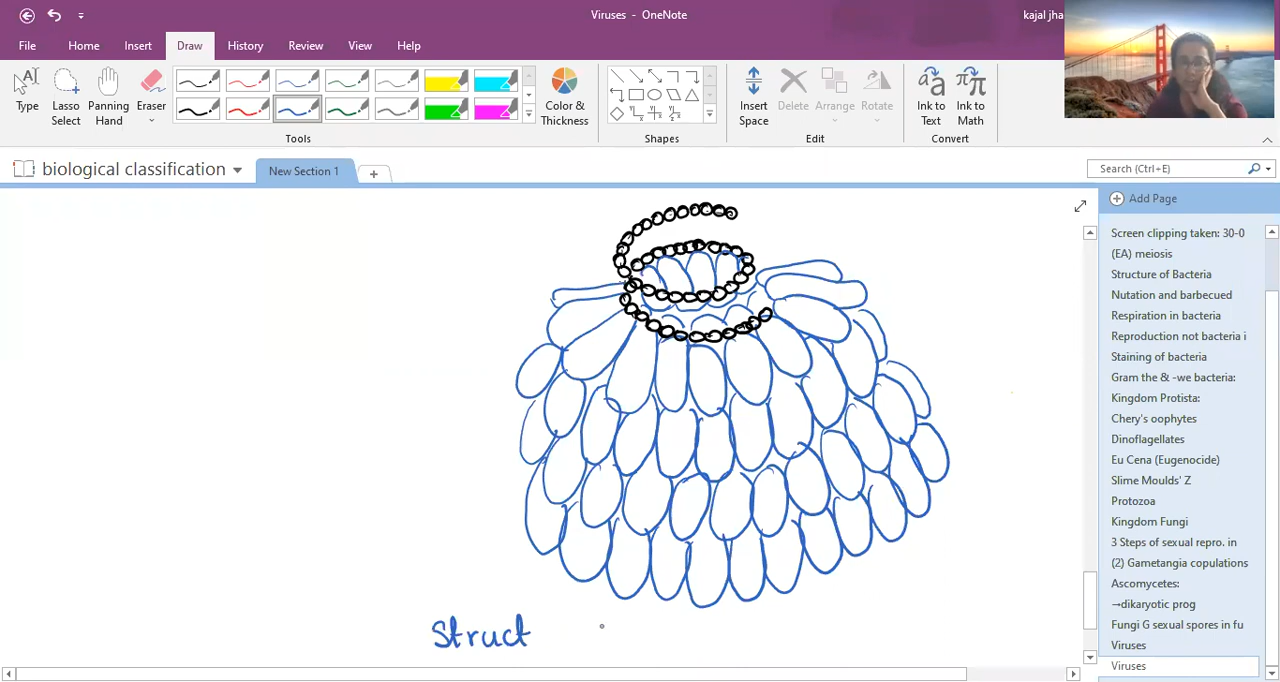 Viruses - OneNote
kajal jha
File Home Insert Draw History Review View Help
Type
Lasso Select
Panning Hand
Eraser
Color & Thickness
Insert Space
Delete
Arrange
Rotate
Ink to Text
Ink to Math
Tools
Shapes
Edit
Convert
biological classification
New Section 1
Search (Ctrl+E)
Add Page
Screen clipping taken: 30-0
(EA) meiosis
Structure of Bacteria
Nutation and barbecued
Respiration in bacteria
Reproduction not bacteria i
Staining of bacteria
Gram the & -we bacteria:
Kingdom Protista:
Chery's oophytes
Dinoflagellates
Eu Cena (Eugenocide)
Slime Moulds' Z
Protozoa
Kingdom Fungi
3 Steps of sexual repro. in
(2) Gametangia copulations
Ascomycetes:
→dikaryotic prog
Fungi G sexual spores in fu
Viruses
Viruses
Struct